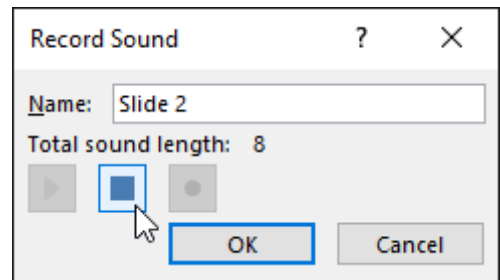 Record Sound ? ×
Name: Slide 2
Total sound length: 8
OK Cancel